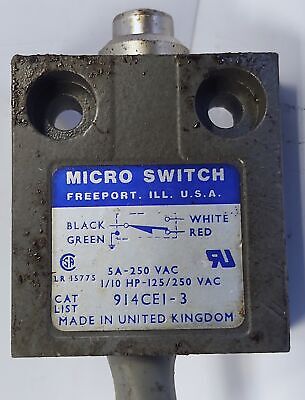 MICRO SWITCH
FREEPORT. ILL. U.S.A.
BLACK WHITE
GREEN RED
LR 15775 5A-250 VAC
1/10 HP-125/250 VAC
CAT LIST 914CE1-3
MADE IN UNITED KINGDOM